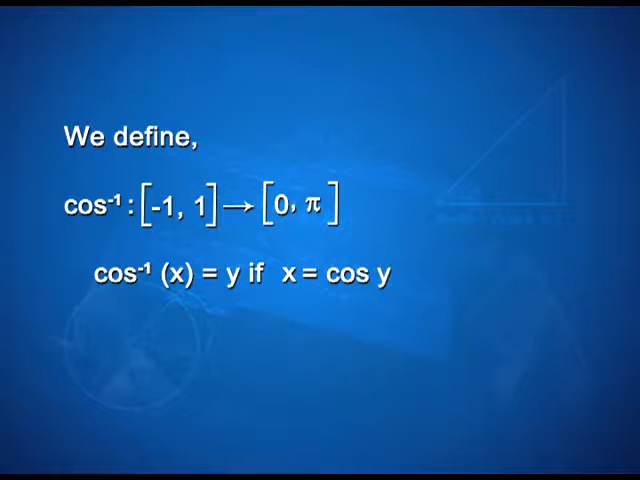 We define,
cos⁻¹ : [-1, 1] → [0, π]
cos⁻¹ (x) = y if x = cos y